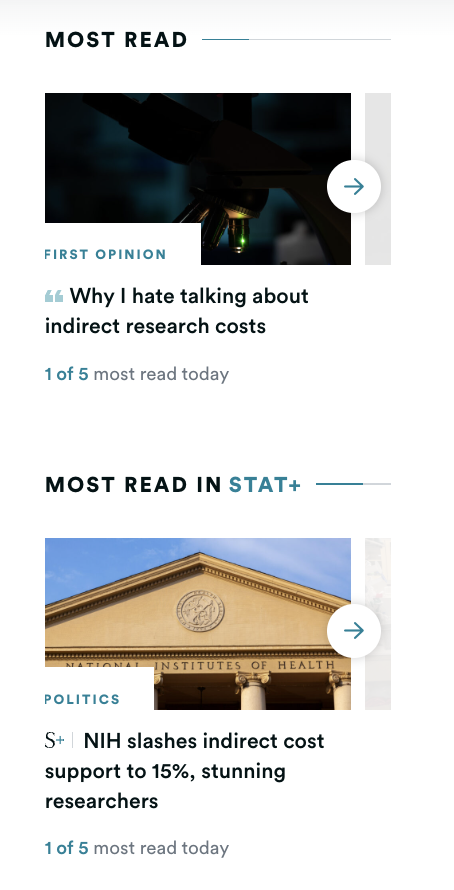 MOST READ
FIRST OPINION
“ Why I hate talking about
indirect research costs
1 of 5 most read today
MOST READ IN STAT+
NATIONAL INSTITUTES OF HEALTH
POLITICS
S+ | NIH slashes indirect cost
support to 15%, stunning
researchers
1 of 5 most read today